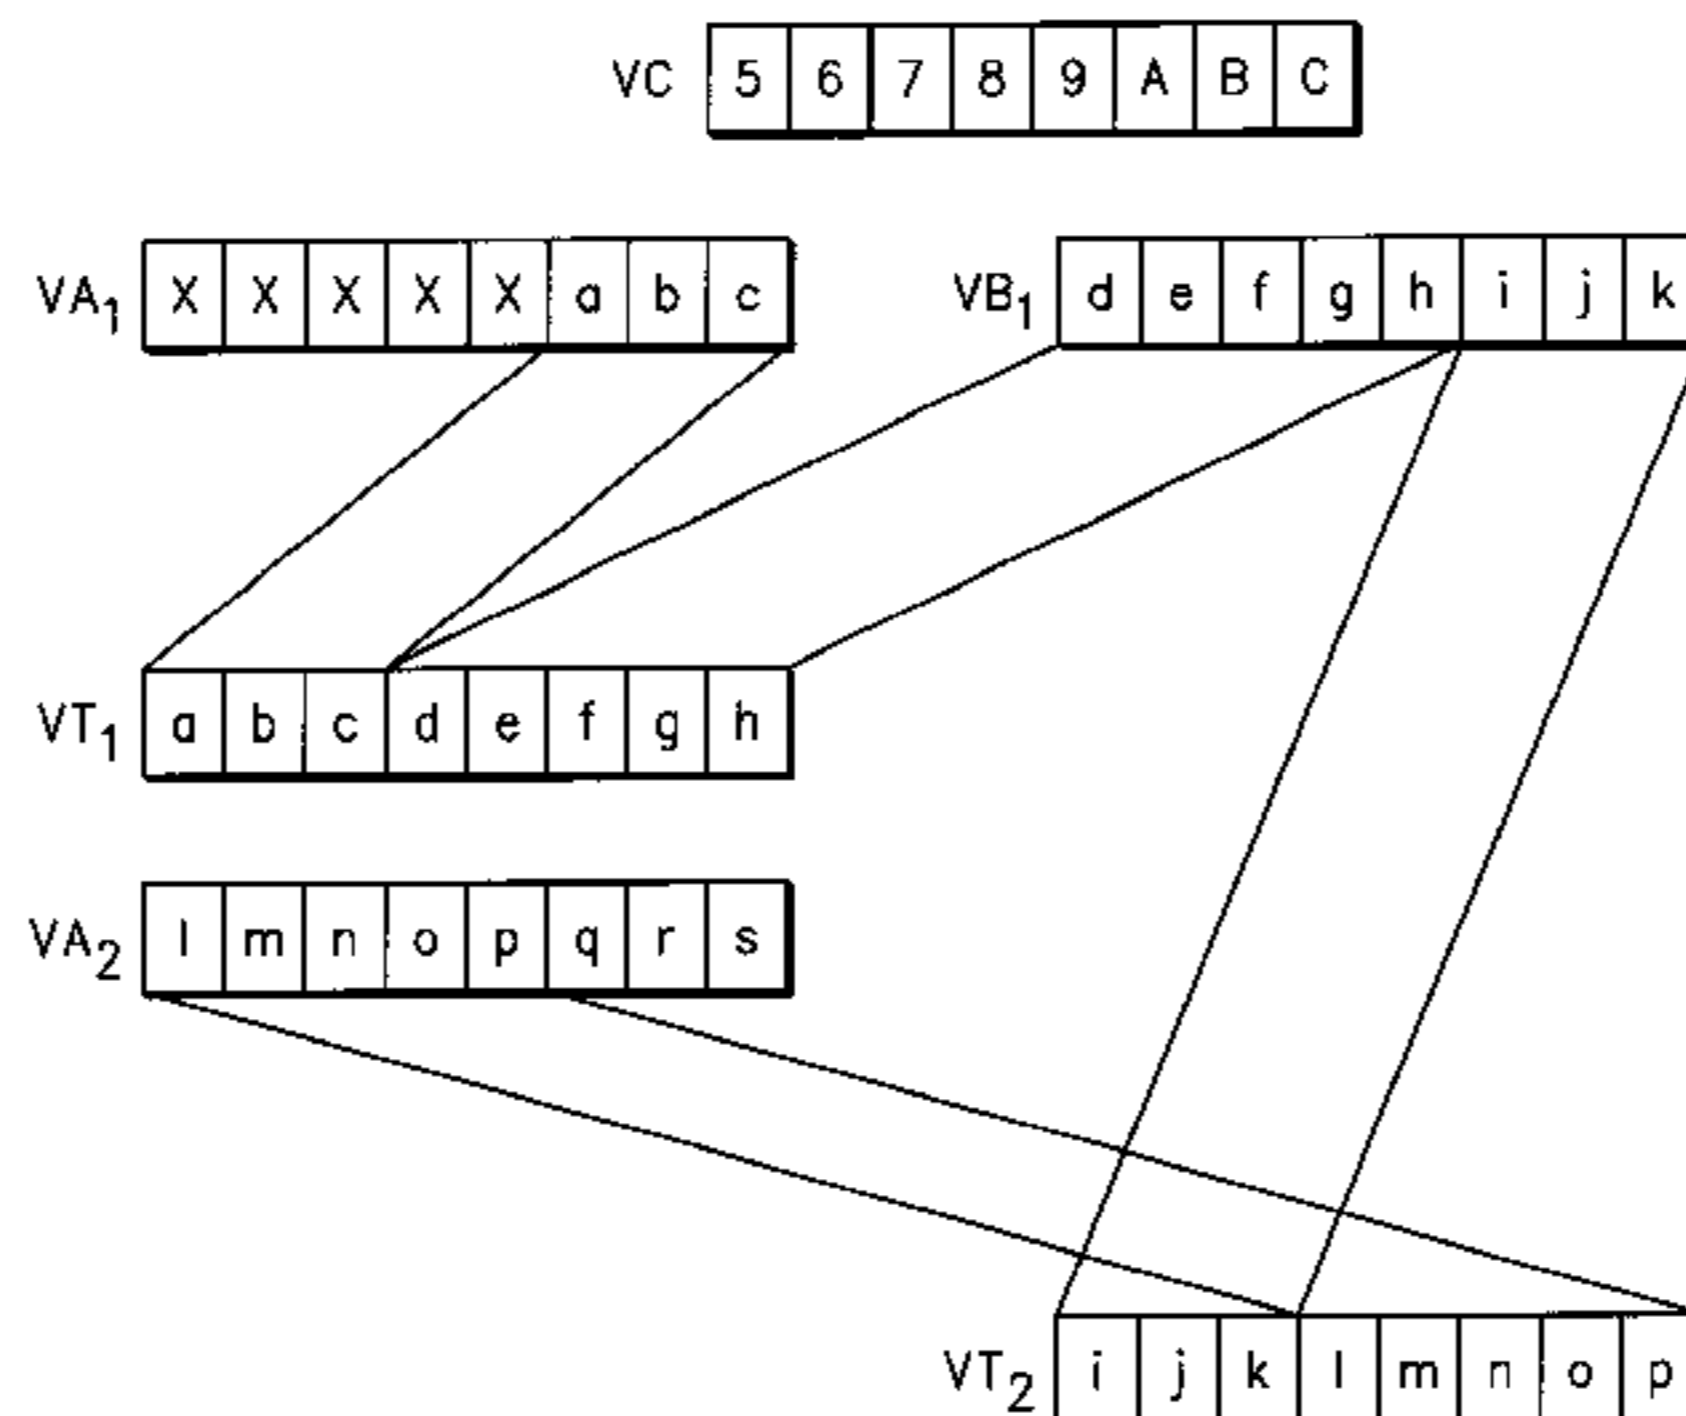 VC 5 6 7 8 9 A B C
VA1 X X X X X a b c VB1 d e f g h i j k
VT1 a b c d e f g h
VA2 l m n o p q r s
VT2 i j k l m n o p